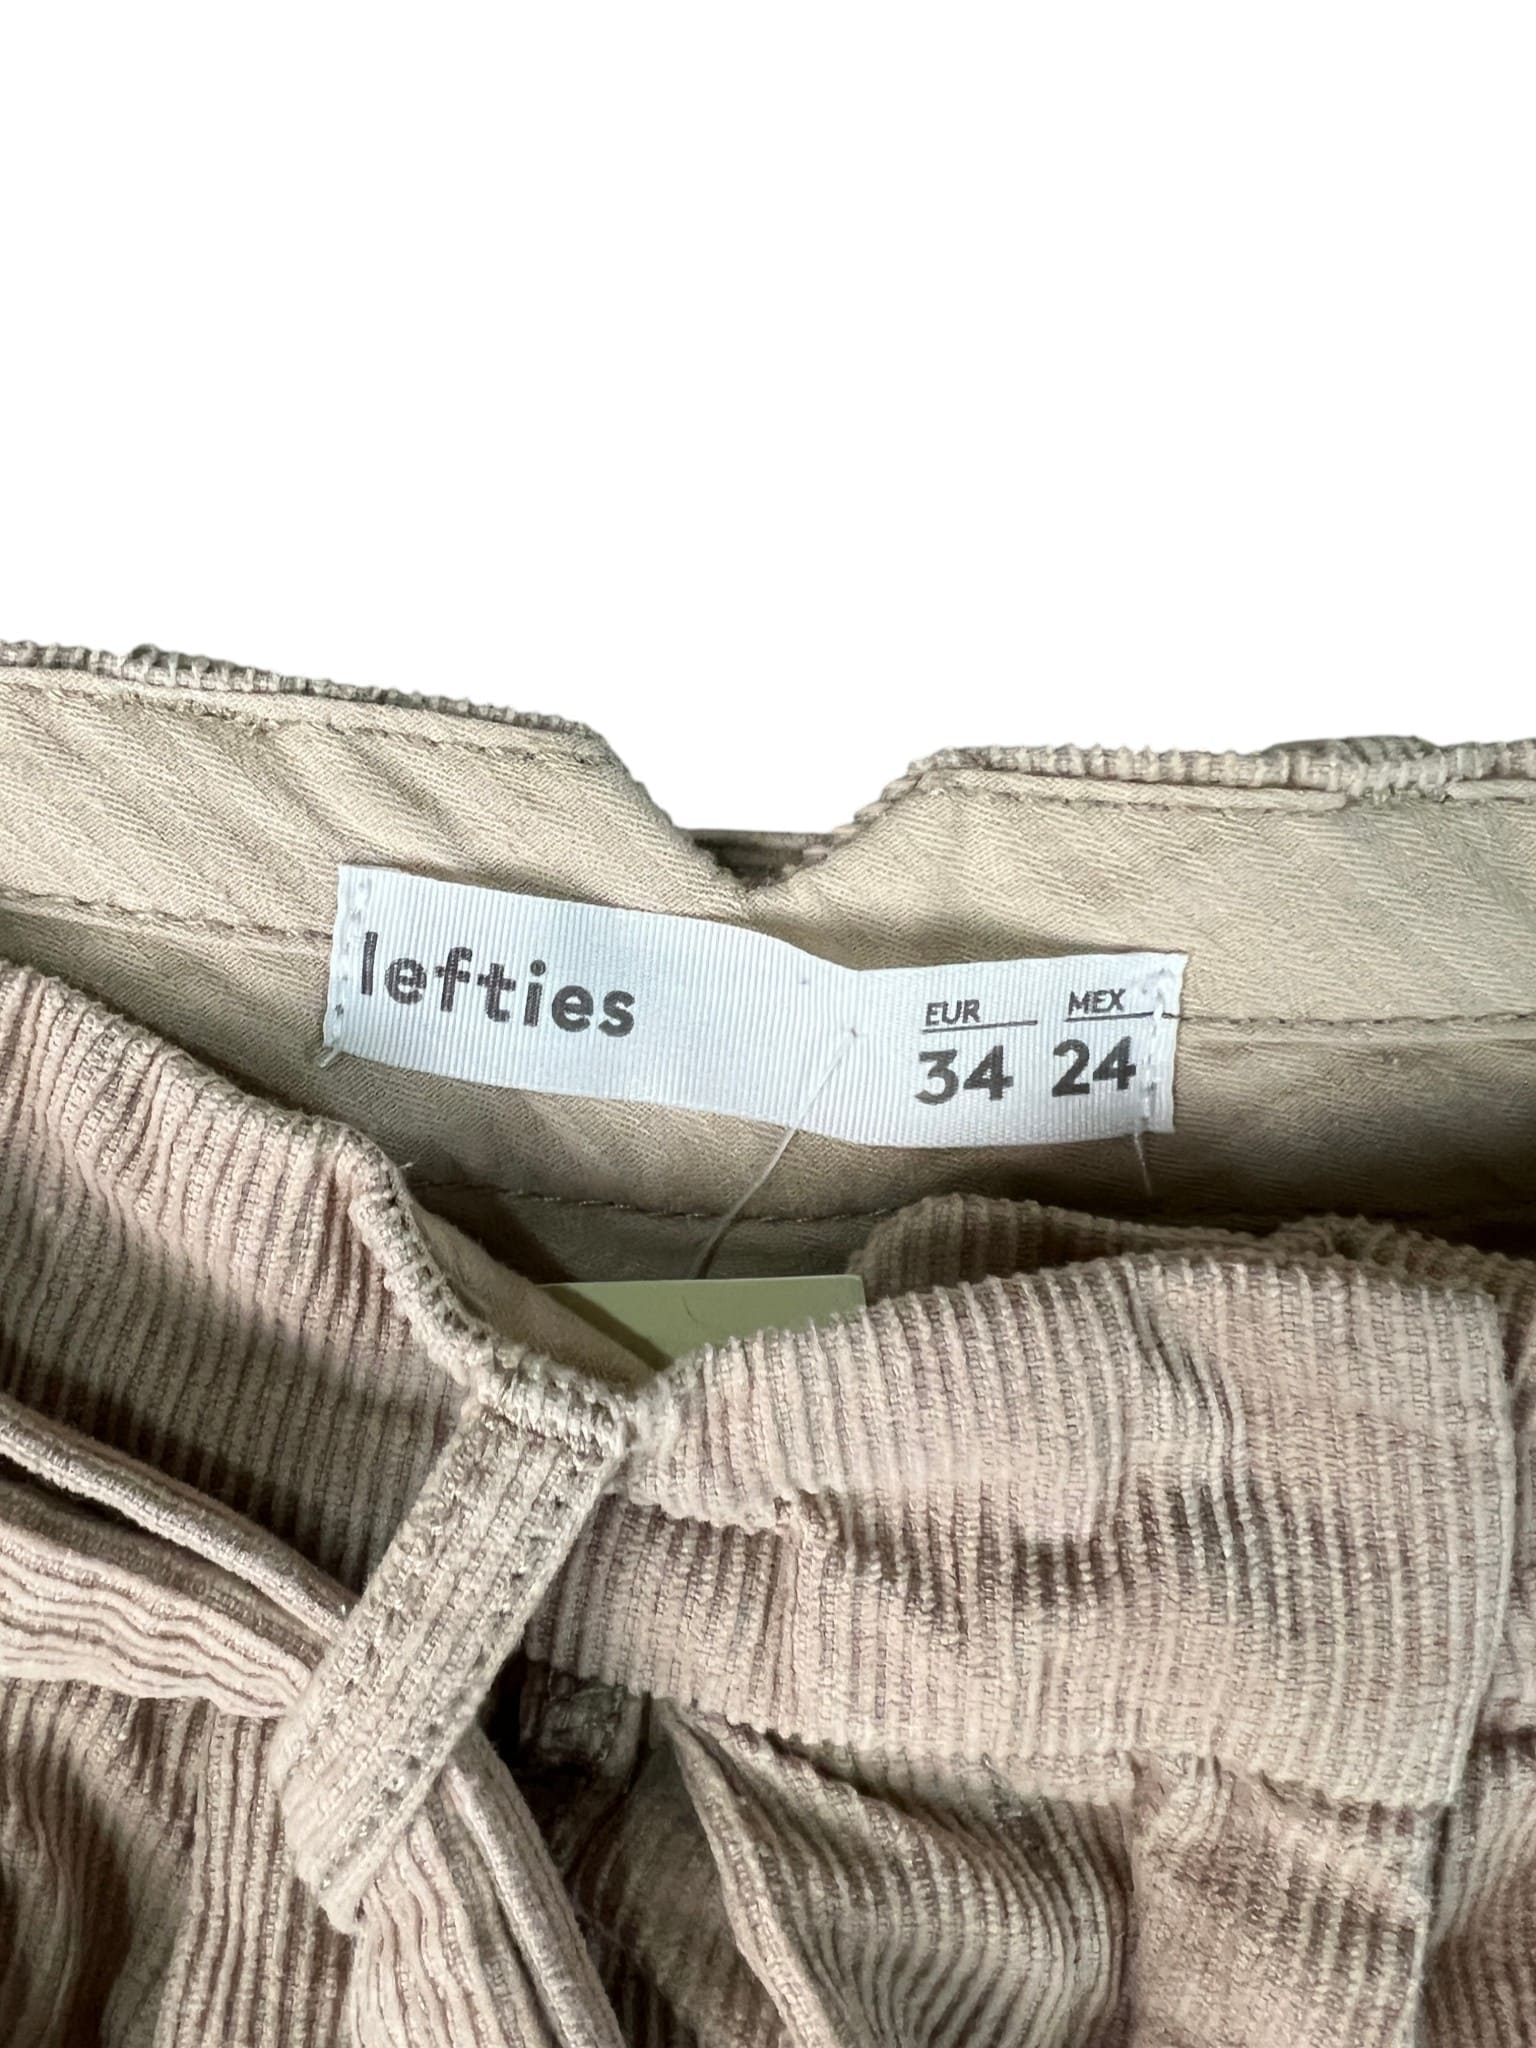 lefties
EUR MEX
34 24